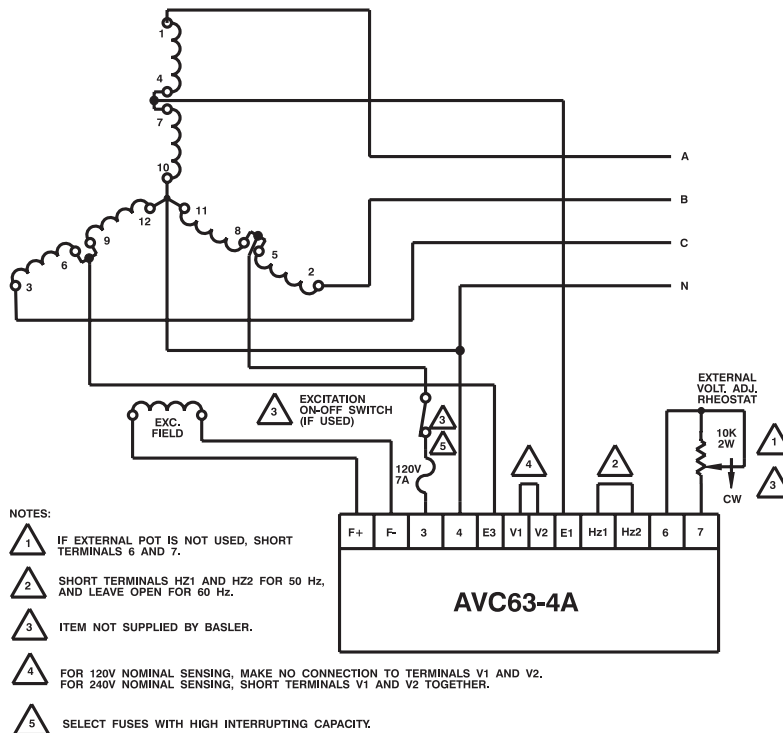 1
4
7
10
A
B
12
11
9
8
C
6
5
2
3
N
EXTERNAL
VOLT. ADJ.
RHEOSTAT
EXC.
FIELD
3
EXCITATION
ON-OFF SWITCH
(IF USED)
3
5
120V
7A
4
2
10K
2W
1
3
CW
F+ F- 3 4 E3 V1 V2 E1 Hz1 Hz2 6 7
AVC63-4A
NOTES:
1 IF EXTERNAL POT IS NOT USED, SHORT
TERMINALS 6 AND 7.
2 SHORT TERMINALS HZ1 AND HZ2 FOR 50 Hz,
AND LEAVE OPEN FOR 60 Hz.
3 ITEM NOT SUPPLIED BY BASLER.
4 FOR 120V NOMINAL SENSING, MAKE NO CONNECTION TO TERMINALS V1 AND V2.
FOR 240V NOMINAL SENSING, SHORT TERMINALS V1 AND V2 TOGETHER.
5 SELECT FUSES WITH HIGH INTERRUPTING CAPACITY.